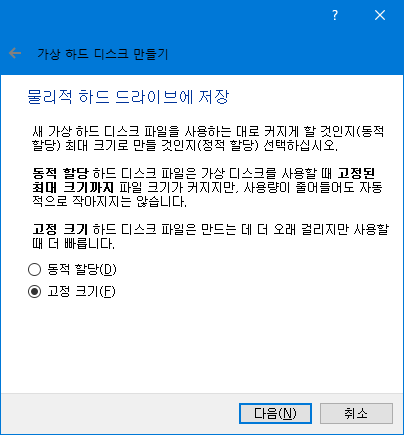 ?
가상 하드 디스크 만들기
물리적 하드 드라이브에 저장
새 가상 하드 디스크 파일을 사용하는 대로 커지게 할 것인지(동적
할당) 최대 크기로 만들 것인지(정적 할당) 선택하십시오.
동적 할당 하드 디스크 파일은 가상 디스크를 사용할 때 고정된
최대 크기까지 파일 크기가 커지지만, 사용량이 줄어들어도 자동
적으로 작아지지는 않습니다.
고정 크기 하드 디스크 파일은 만드는 데 더 오래 걸리지만 사용할
때 더 빠릅니다.
동적 할당(D)
고정 크기(F)
다음(N) 취소